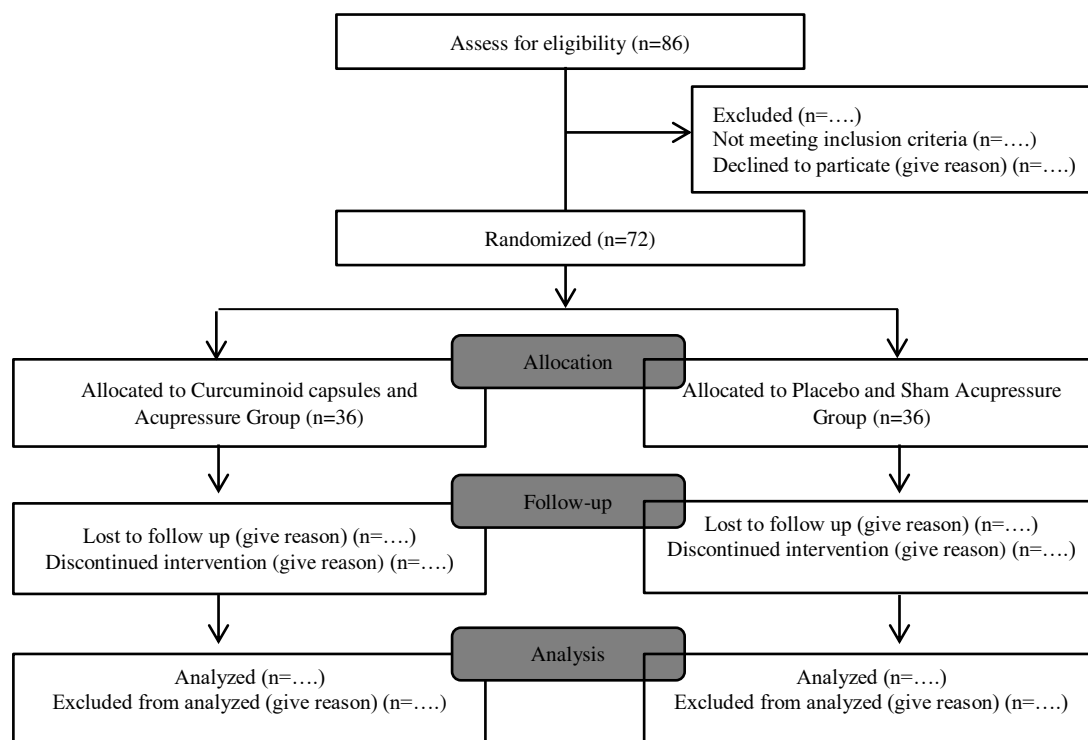 Assess for eligibility (n=86)
Excluded (n=….)
Not meeting inclusion criteria (n=….)
Declined to particate (give reason) (n=….)
Randomized (n=72)
Allocation
Allocated to Curcuminoid capsules and
Acupressure Group (n=36)
Allocated to Placebo and Sham Acupressure
Group (n=36)
Follow-up
Lost to follow up (give reason) (n=….)
Discontinued intervention (give reason) (n=….)
Lost to follow up (give reason) (n=….)
Discontinued intervention (give reason) (n=….)
Analysis
Analyzed (n=….)
Excluded from analyzed (give reason) (n=….)
Analyzed (n=….)
Excluded from analyzed (give reason) (n=….)